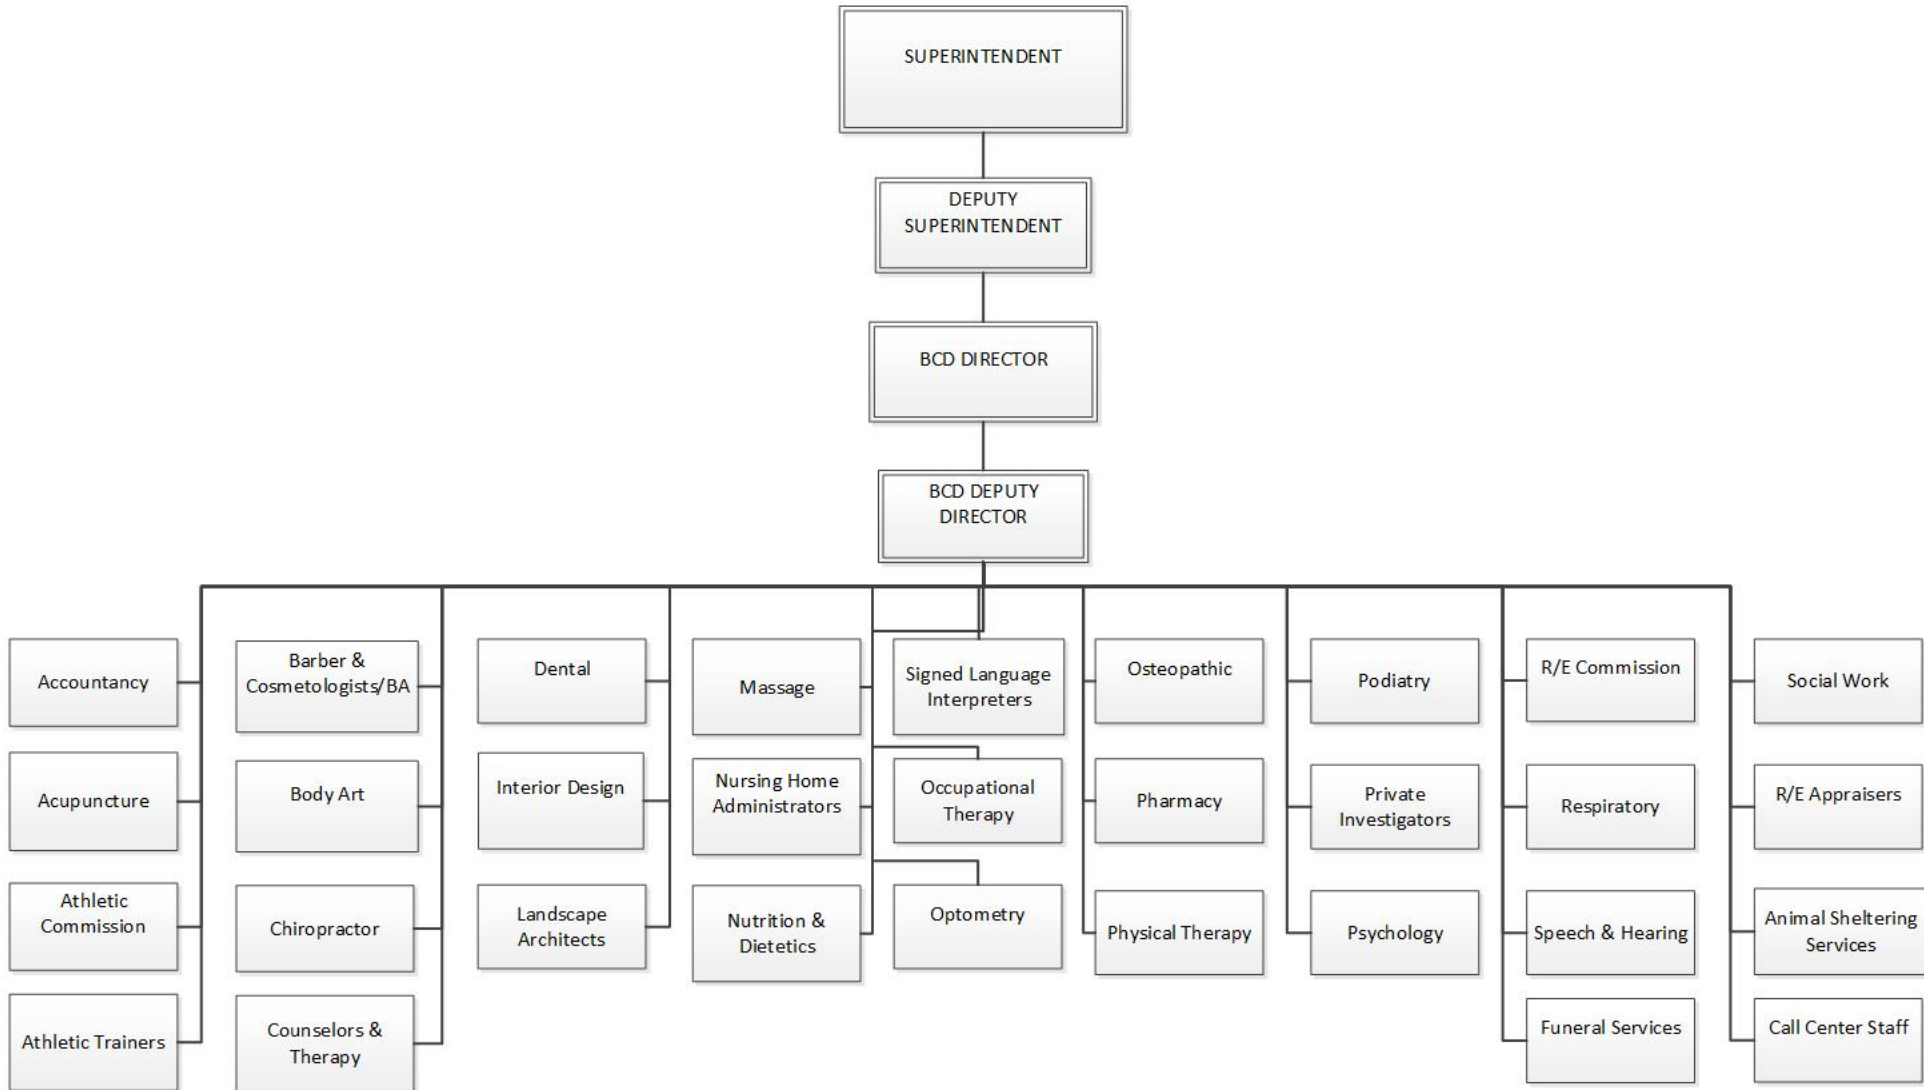 SUPERINTENDENT
DEPUTY
SUPERINTENDENT
BCD DIRECTOR
BCD DEPUTY
DIRECTOR
Accountancy
Acupuncture
Athletic
Commission
Athletic Trainers
Barber &
Cosmetologists/BA
Body Art
Chiropractor
Counselors &
Therapy
Dental
Interior Design
Landscape
Architects
Massage
Nursing Home
Administrators
Nutrition &
Dietetics
Signed Language
Interpreters
Occupational
Therapy
Optometry
Osteopathic
Pharmacy
Physical Therapy
Podiatry
Private
Investigators
Psychology
R/E Commission
Respiratory
Speech & Hearing
Funeral Services
Social Work
R/E Appraisers
Animal Sheltering
Services
Call Center Staff